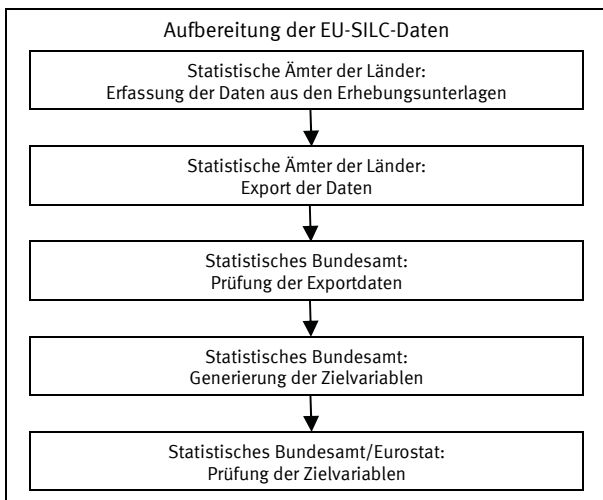 Aufbereitung der EU-SILC-Daten
Statistische Ämter der Länder:
Erfassung der Daten aus den Erhebungsunterlagen
Statistische Ämter der Länder:
Export der Daten
Statistisches Bundesamt:
Prüfung der Exportdaten
Statistisches Bundesamt:
Generierung der Zielvariablen
Statistisches Bundesamt/Eurostat:
Prüfung der Zielvariablen